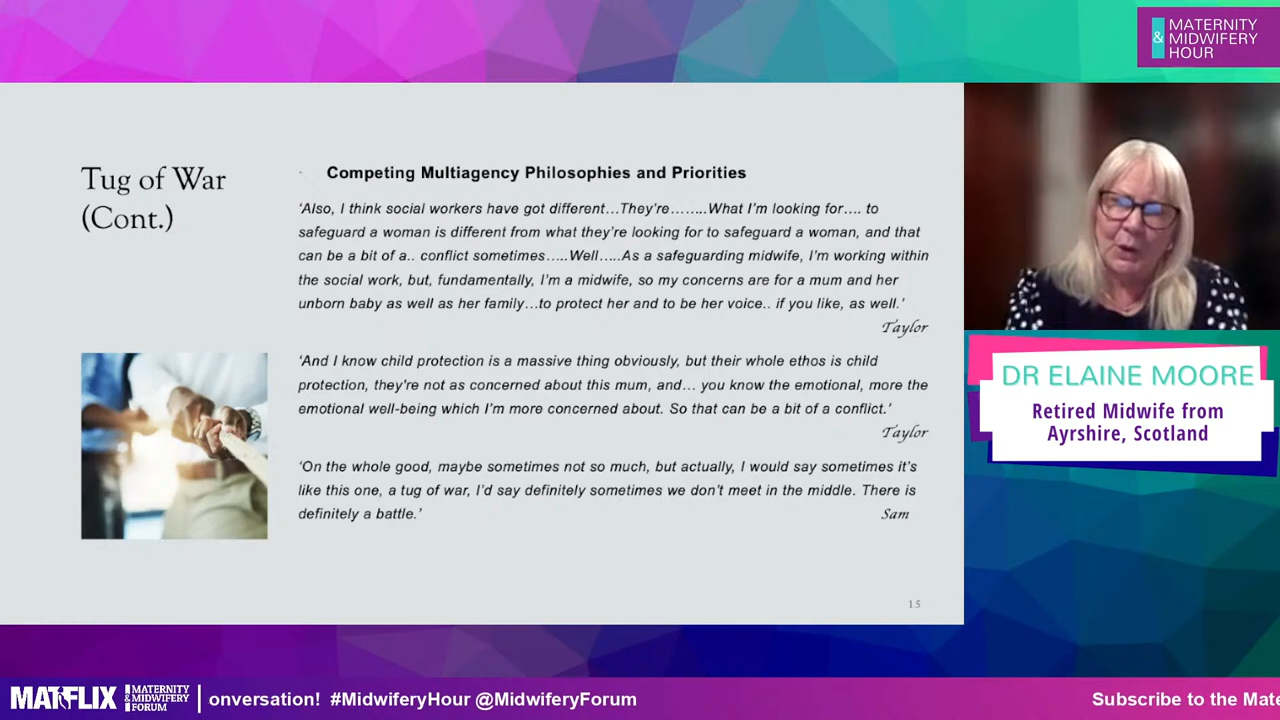 MATERNITY
& MIDWIFERY
HOUR
Tug of War
(Cont.)
Competing Multiagency Philosophies and Priorities
‘Also, I think social workers have got different…They’re……..What I’m looking for…. to
safeguard a woman is different from what they’re looking for to safeguard a woman, and that
can be a bit of a.. conflict sometimes…..Well…..As a safeguarding midwife, I’m working within
the social work, but, fundamentally, I’m a midwife, so my concerns are for a mum and her
unborn baby as well as her family…to protect her and to be her voice.. if you like, as well.’
Taylor
‘And I know child protection is a massive thing obviously, but their whole ethos is child
protection, they’re not as concerned about this mum, and… you know the emotional, more the
emotional well-being which I’m more concerned about. So that can be a bit of a conflict.’
Taylor
‘On the whole good, maybe sometimes not so much, but actually, I would say sometimes it’s
like this one, a tug of war, I’d say definitely sometimes we don’t meet in the middle. There is
definitely a battle.’
Sam
15
DR ELAINE MOORE
Retired Midwife from
Ayrshire, Scotland
MATFLIX
MATERNITY
& MIDWIFERY
FORUM
onversation! #MidwiferyHour @MidwiferyForum
Subscribe to the Mate